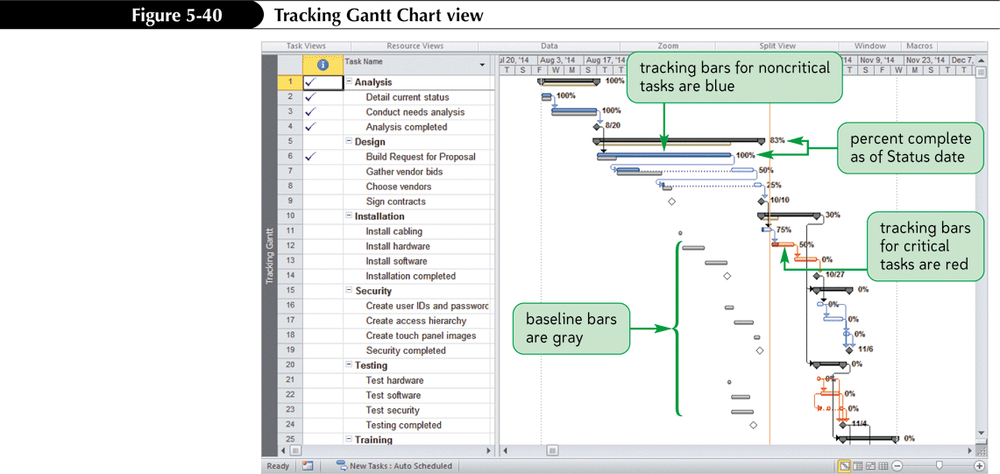 Figure 5-40 Tracking Gantt Chart view
Task Views Resource Views Data Zoom Split View Window Macros
Task Name
Jul 20, '14 Aug 3, '14 Aug 17, '14 '14 Nov 9, '14 Nov 23, '14 Dec 7,
T S F T S W M F T S W M F T S T T
tracking bars for noncritical
tasks are blue
percent complete
as of Status date
tracking bars
for critical
tasks are red
baseline bars
are gray
Tracking Gantt
1 Analysis 100%
2 Detail current status 100%
3 Conduct needs analysis 100%
4 Analysis completed 8/20
5 Design 83%
6 Build Request for Proposal 100%
7 Gather vendor bids 50%
8 Choose vendors 25%
9 Sign contracts 10/10
10 Installation 30%
11 Install cabling 75%
12 Install hardware 50%
13 Install software 0%
14 Installation completed 10/27
15 Security 0%
16 Create user IDs and password 0%
17 Create access hierarchy 0%
18 Create touch panel images 0%
19 Security completed 11/6
20 Testing 0%
21 Test hardware 0%
22 Test software 0%
23 Test security 0%
24 Testing completed 11/4
25 Training 0%
Ready New Tasks : Auto Scheduled